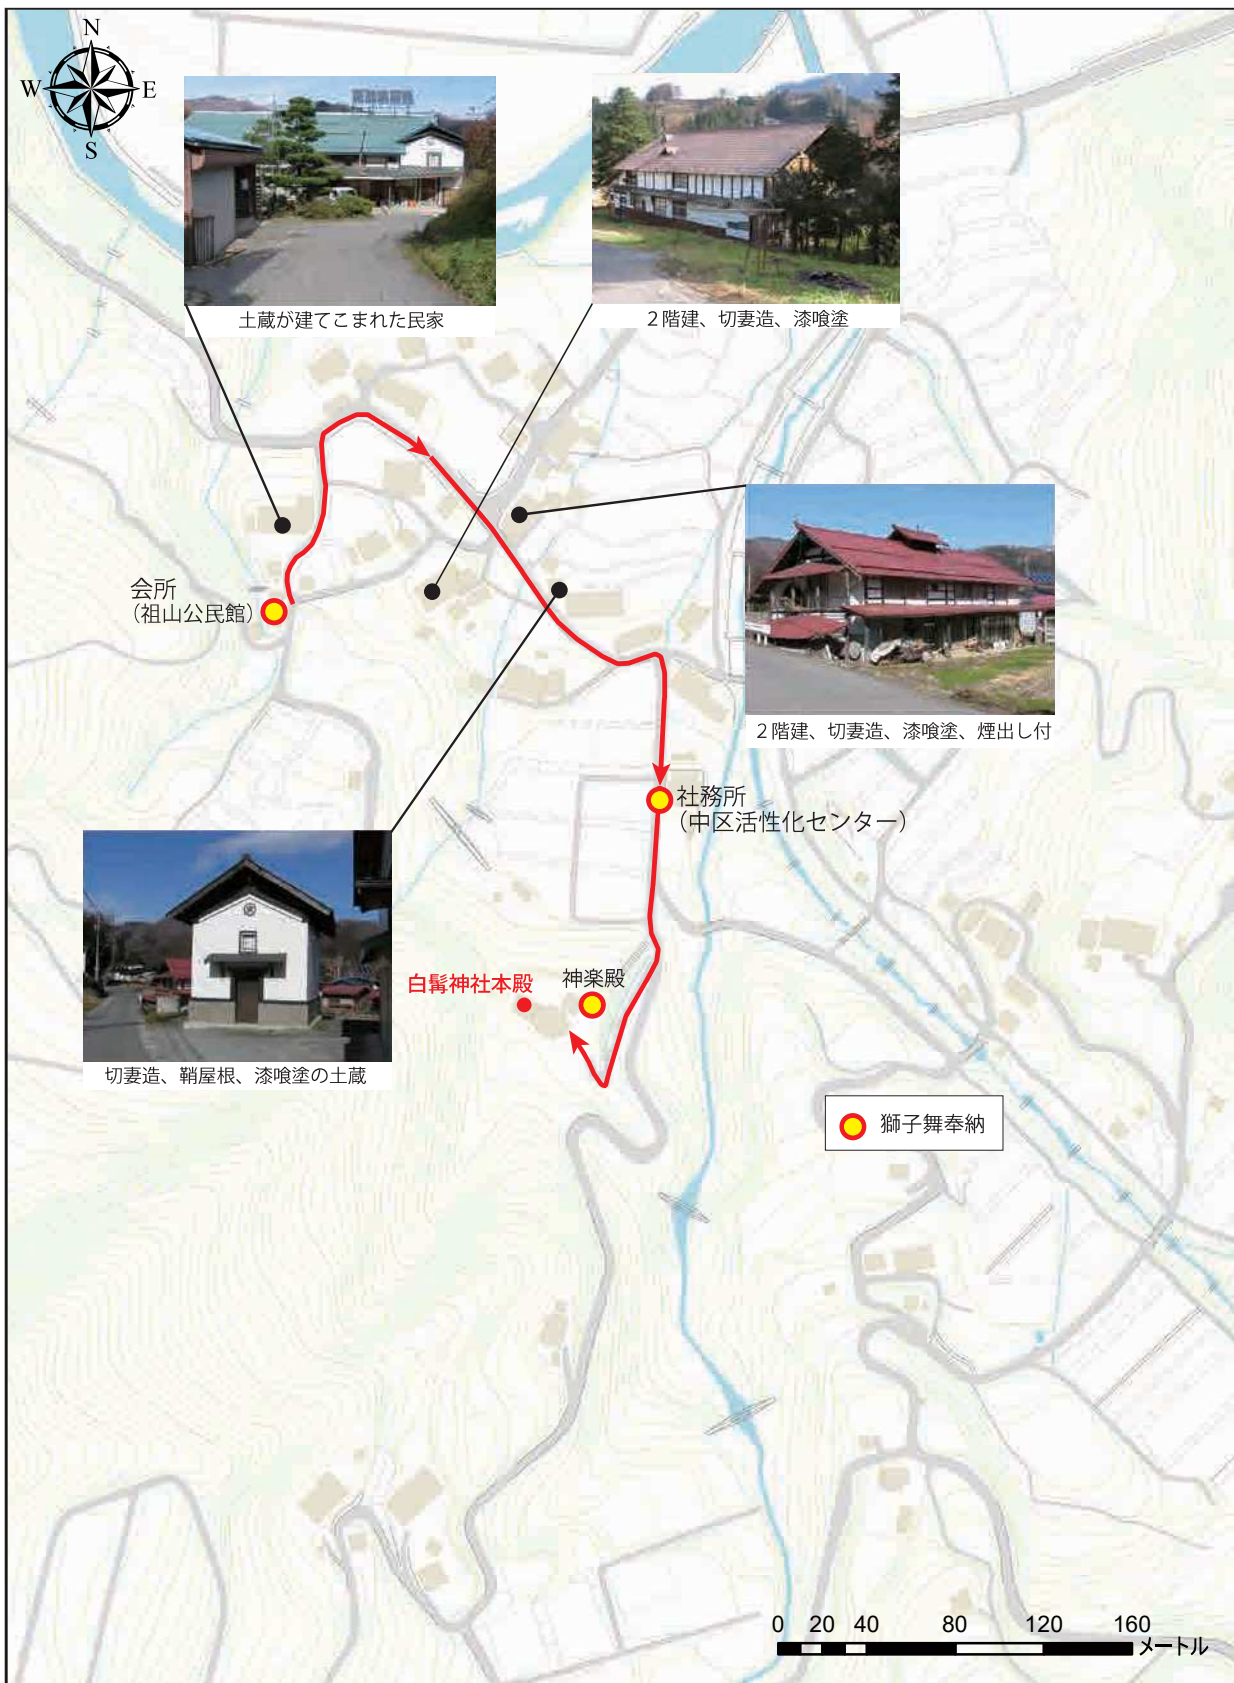 N
W E
S
土蔵が建てこまれた民家
2階建、切妻造、漆喰塗
会所
(祖山公民館)
2階建、切妻造、漆喰塗、煙出し付
社務所
(中区活性化センター)
白髯神社本殿
神楽殿
切妻造、鞘屋根、漆喰塗の土蔵
獅子舞奉納
0 20 40 80 120 160
メートル